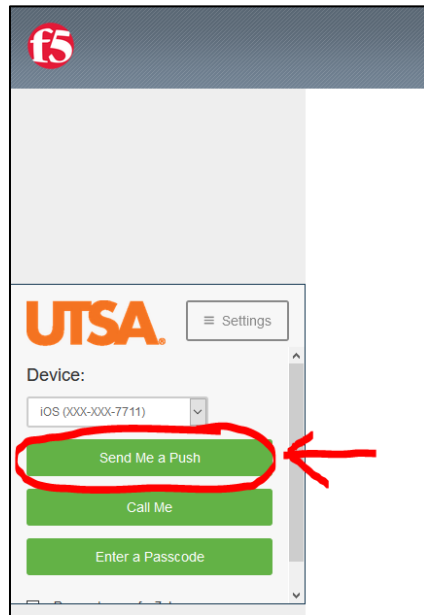 f5
UTSA.
≡ Settings
Device:
iOS (XXX-XXX-7711)
Send Me a Push
Call Me
Enter a Passcode